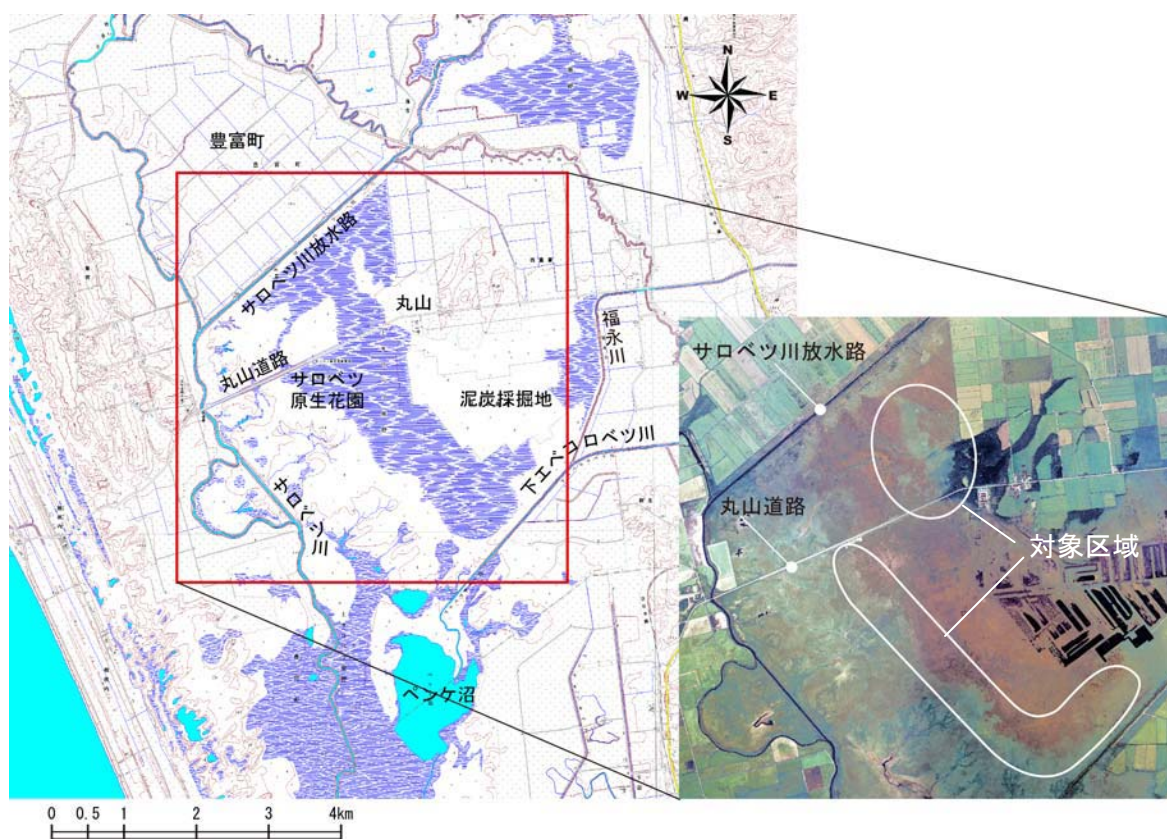 N
W
E
S
豊富町
サロベツ川放水路
丸山
福永川
丸山道路
サロベツ
原生花園
泥炭採掘地
下エベコロベツ川
サロベツ川
ペンケ沼
サロベツ川放水路
丸山道路
対象区域
0 0.5 1 2 3 4km